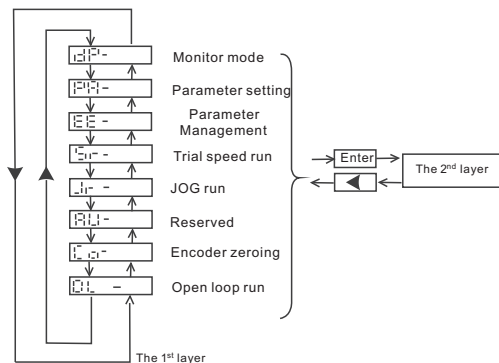 dP-
Monitor mode
PA-
Parameter setting
EE-
Parameter
Management
Sr-
Trial speed run
Jr-
JOG run
AU-
Reserved
Co-
Encoder zeroing
OL -
Open loop run
Enter
The 2nd layer
The 1st layer